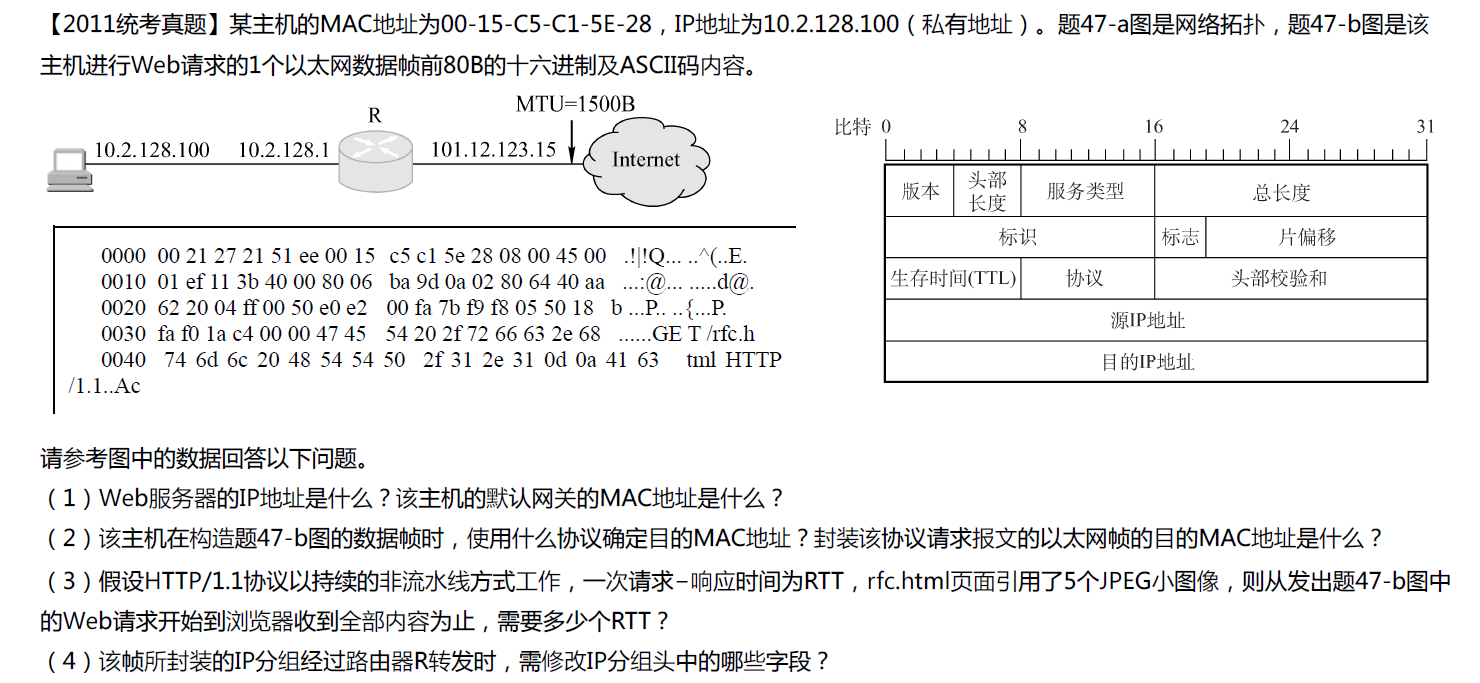 【2011统考真题】某主机的MAC地址为00-15-C5-C1-5E-28，IP地址为10.2.128.100（私有地址）。题47-a图是网络拓扑，题47-b图是该
主机进行Web请求的1个以太网数据帧前80B的十六进制及ASCII码内容。
MTU=1500B
R
10.2.128.100 10.2.128.1 101.12.123.15 Internet
0000 00 21 27 21 51 ee 00 15 c5 c1 5e 28 08 00 45 00 .!|!Q... ..^(..E.
0010 01 ef 11 3b 40 00 80 06 ba 9d 0a 02 80 64 40 aa ...:@... .....d@.
0020 62 20 04 ff 00 50 e0 e2 00 fa 7b f9 f8 05 50 18 b ...P.. ..{...P.
0030 fa f0 1a c4 00 00 47 45 54 20 2f 72 66 63 2e 68 ......GE T /rfc.h
0040 74 6d 6c 20 48 54 54 50 2f 31 2e 31 0d 0a 41 63 tml HTTP
/1.1..Ac
比特 0 8 16 24 31
版本 头部长度 服务类型 总长度
标识 标志 片偏移
生存时间(TTL) 协议 头部校验和
源IP地址
目的IP地址
请参考图中的数据回答以下问题。
（1）Web服务器的IP地址是什么？该主机的默认网关的MAC地址是什么？
（2）该主机在构造题47-b图的数据帧时，使用什么协议确定目的MAC地址？封装该协议请求报文的以太网帧的目的MAC地址是什么？
（3）假设HTTP/1.1协议以持续的非流水线方式工作，一次请求–响应时间为RTT，rfc.html页面引用了5个JPEG小图像，则从发出题47-b图中
的Web请求开始到浏览器收到全部内容为止，需要多少个RTT？
（4）该帧所封装的IP分组经过路由器R转发时，需修改IP分组头中的哪些字段？